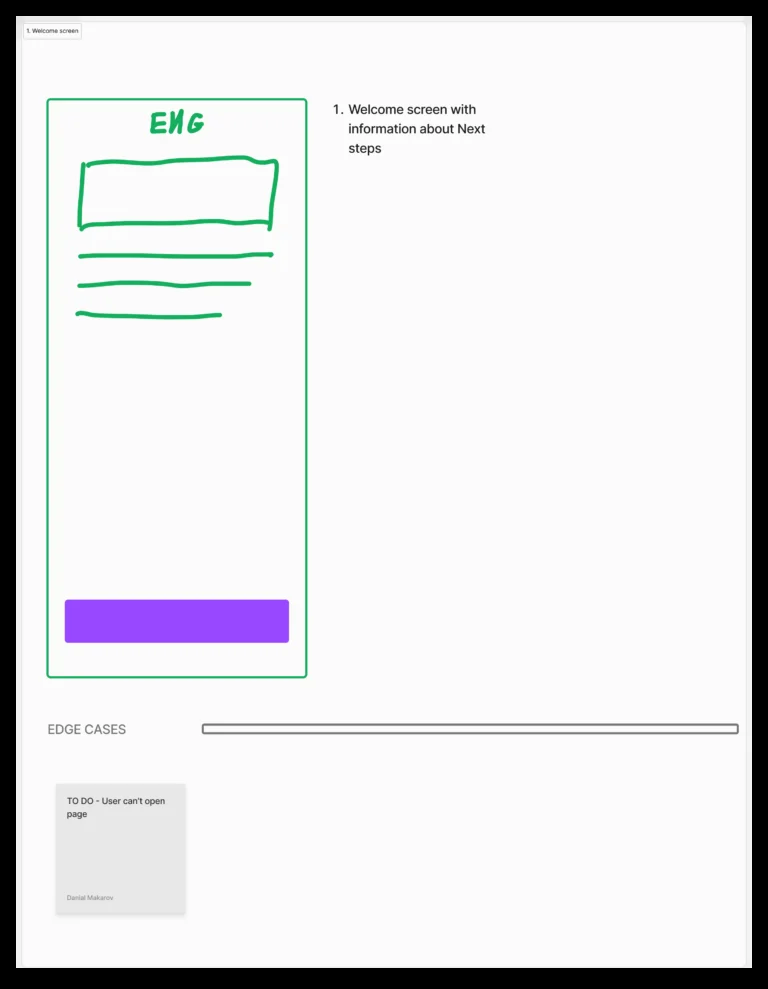 1. Welcome screen
ENG
1. Welcome screen with
information about Next
steps
EDGE CASES
TO DO - User can't open
page
Danial Makarov